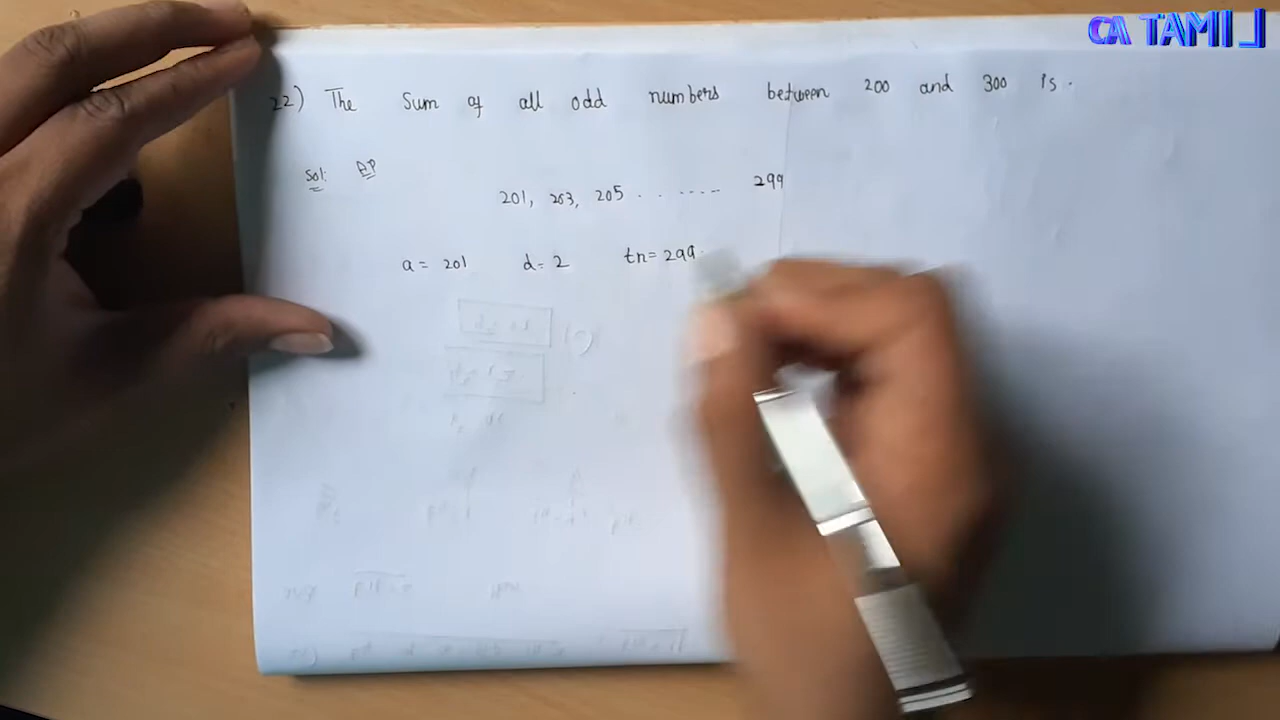 CA TAMIL
22) The Sum of all odd numbers between 200 and 300 is.
Sol: AP
201, 203, 205 . . ..... 299
a = 201 d = 2 tn = 299